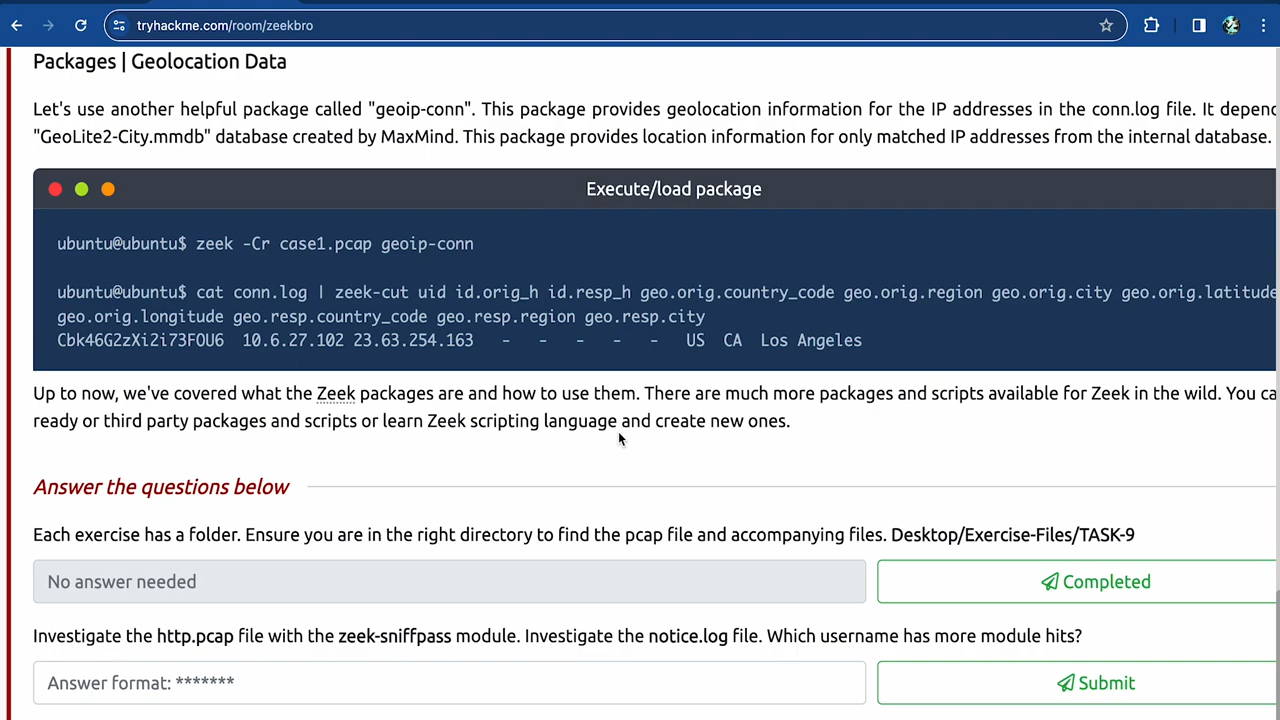 tryhackme.com/room/zeekbro
Packages | Geolocation Data
Let's use another helpful package called "geoip-conn". This package provides geolocation information for the IP addresses in the conn.log file. It depend
"GeoLite2-City.mmdb" database created by MaxMind. This package provides location information for only matched IP addresses from the internal database.
Execute/load package
ubuntu@ubuntu$ zeek -Cr case1.pcap geoip-conn
ubuntu@ubuntu$ cat conn.log | zeek-cut uid id.orig_h id.resp_h geo.orig.country_code geo.orig.region geo.orig.city geo.orig.latitude
geo.orig.longitude geo.resp.country_code geo.resp.region geo.resp.city
Cbk46G2zXi2i73FOU6 10.6.27.102 23.63.254.163 - - - - - US CA Los Angeles
Up to now, we've covered what the Zeek packages are and how to use them. There are much more packages and scripts available for Zeek in the wild. You ca
ready or third party packages and scripts or learn Zeek scripting language and create new ones.
Answer the questions below
Each exercise has a folder. Ensure you are in the right directory to find the pcap file and accompanying files. Desktop/Exercise-Files/TASK-9
No answer needed
Completed
Investigate the http.pcap file with the zeek-sniffpass module. Investigate the notice.log file. Which username has more module hits?
Answer format: *******
Submit